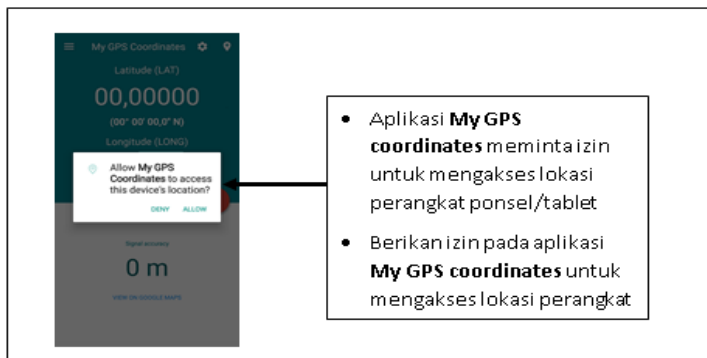 My GPS Coordinates
Latitude (LAT)
00,00000
(00° 00' 00,0" N)
Longitude (LONG)
Allow My GPS
Coordinates to access
this device's location?
DENY ALLOW
Signal accuracy
0 m
VIEW ON GOOGLE MAPS
• Aplikasi My GPS
coordinates meminta izin
untuk mengakses lokasi
perangkat ponsel/tablet
• Berikan izin pada aplikasi
My GPS coordinates untuk
mengakses lokasi perangkat